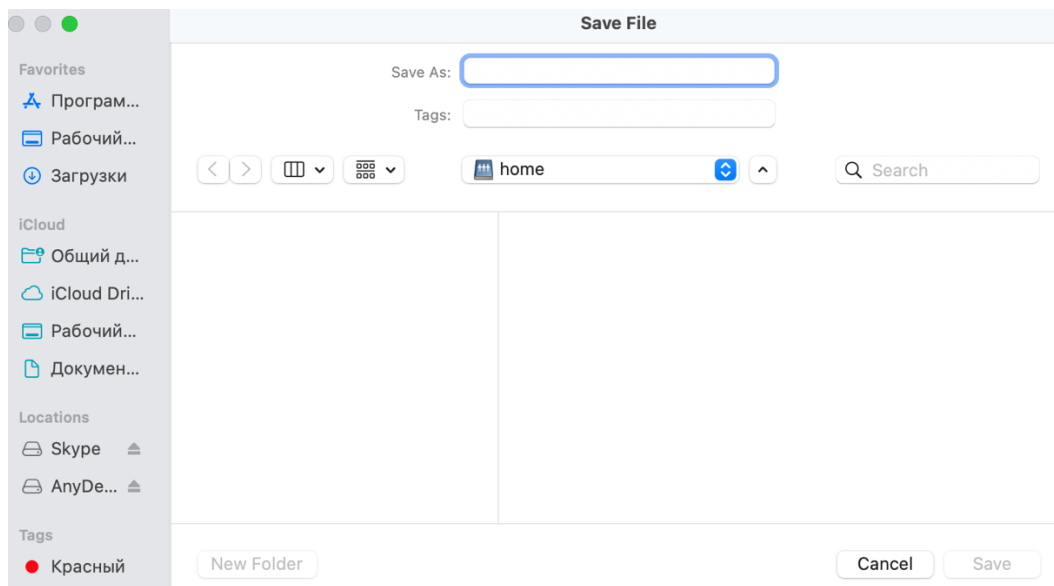 Save File
Favorites
Програм...
Рабочий...
Загрузки
iCloud
Общий д...
iCloud Dri...
Рабочий...
Докумен...
Locations
Skype
AnyDe...
Tags
Красный
Save As:
Tags:
home
Search
New Folder
Cancel
Save